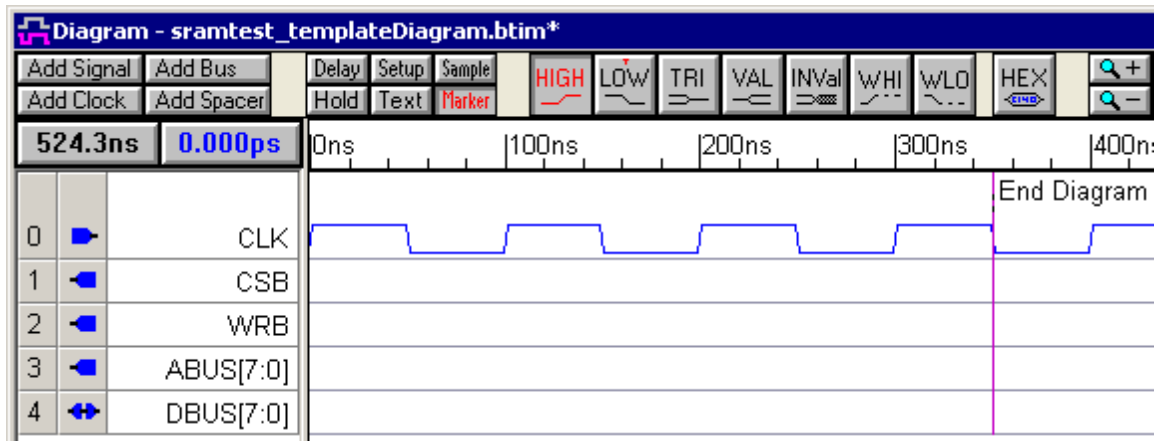 Diagram - sramtest_templateDiagram.btim*
Add Signal Add Bus Delay Setup Sample HIGH LOW TRI VAL INVal WHI WLO HEX +
Add Clock Add Spacer Hold Text Marker -
524.3ns 0.000ps 0ns 100ns 200ns 300ns 400ns
End Diagram
0 CLK
1 CSB
2 WRB
3 ABUS[7:0]
4 DBUS[7:0]